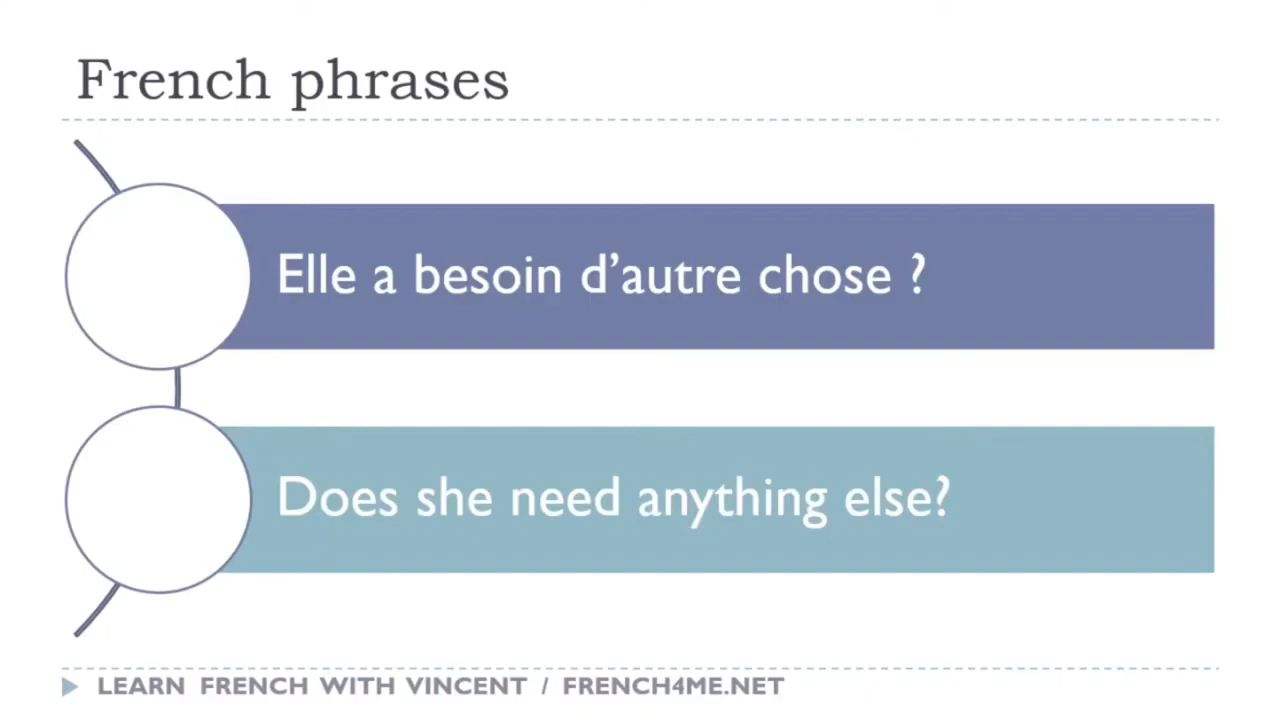 French phrases
Elle a besoin d’autre chose ?
Does she need anything else?
LEARN FRENCH WITH VINCENT / FRENCH4ME.NET